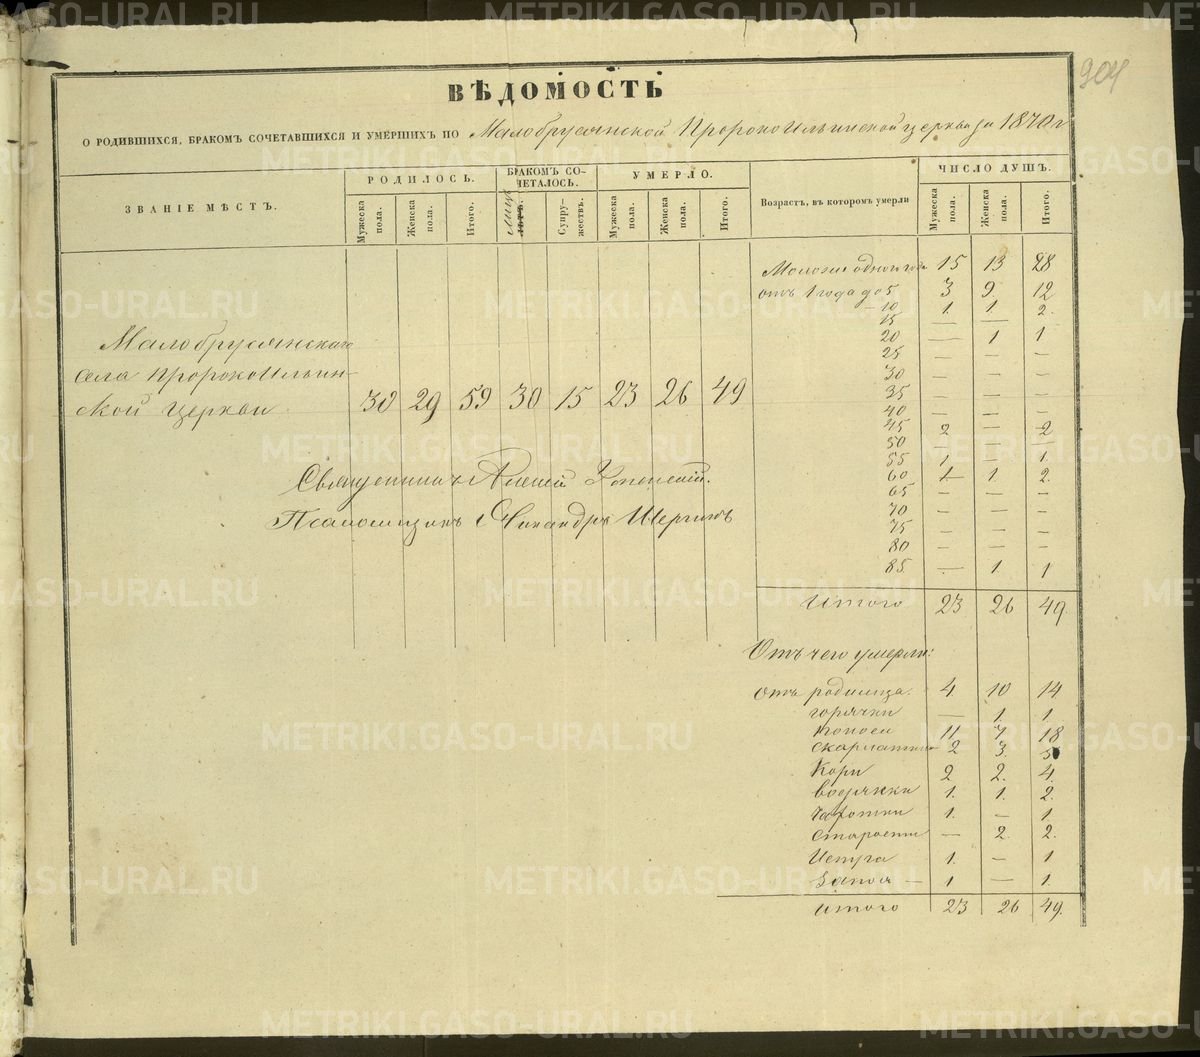 904
ВѢДОМОСТЬ
О РОДИВШИХСЯ, БРАКОМЪ СОЧЕТАВШИХСЯ И УМЕРШИХЪ ПО Малобрусянской Пророкоильинской церкви за 1870 г
ЗВАНІЕ МѢСТЪ. РОДИЛОСЬ. БРАКОМЪ СОЧЕТАЛОСЬ. УМЕРЛО. Возрастъ, въ которомъ умерли ЧИСЛО ДУШЪ.
Мужеска пола. Женска пола. Итого. лицъ Супружествъ. Мужеска пола. Женска пола. Итого. Мужеска пола. Женска пола. Итого.
Малобрусянскаго
села Пророкоильин-
ской церкви 30 29 59 30 15 23 26 49
Священникъ Алексій
Псаломщикъ Никандръ Шергинъ
Моложе одного года 15 13 28
отъ 1 года до 5 3 9 12
— 10 1. 1. 2.
15 — —
20 — 1 1
25 — — —
30 — — —
35 — — —
40 — — —
45 2 — 2
50 — — —
55 1. — 1.
60 1. 1. 2.
65 — — —
70 — — —
75 — — —
80 — — —
85. — 1. 1
Итого 23 26 49.
Отъ чего умерли:
отъ родимца. 4. 10 14
горячки — 1. 1.
поноса 11 7. 18
скарлатины 2 3. 5
Кори 2 2. 4.
водянки 1. 1. 2.
чахотки 1. — 1.
старости — 2. 2.
1. — 1
1 — 1.
итого 23 26 49.
METRIKI.GASO-URAL.RU